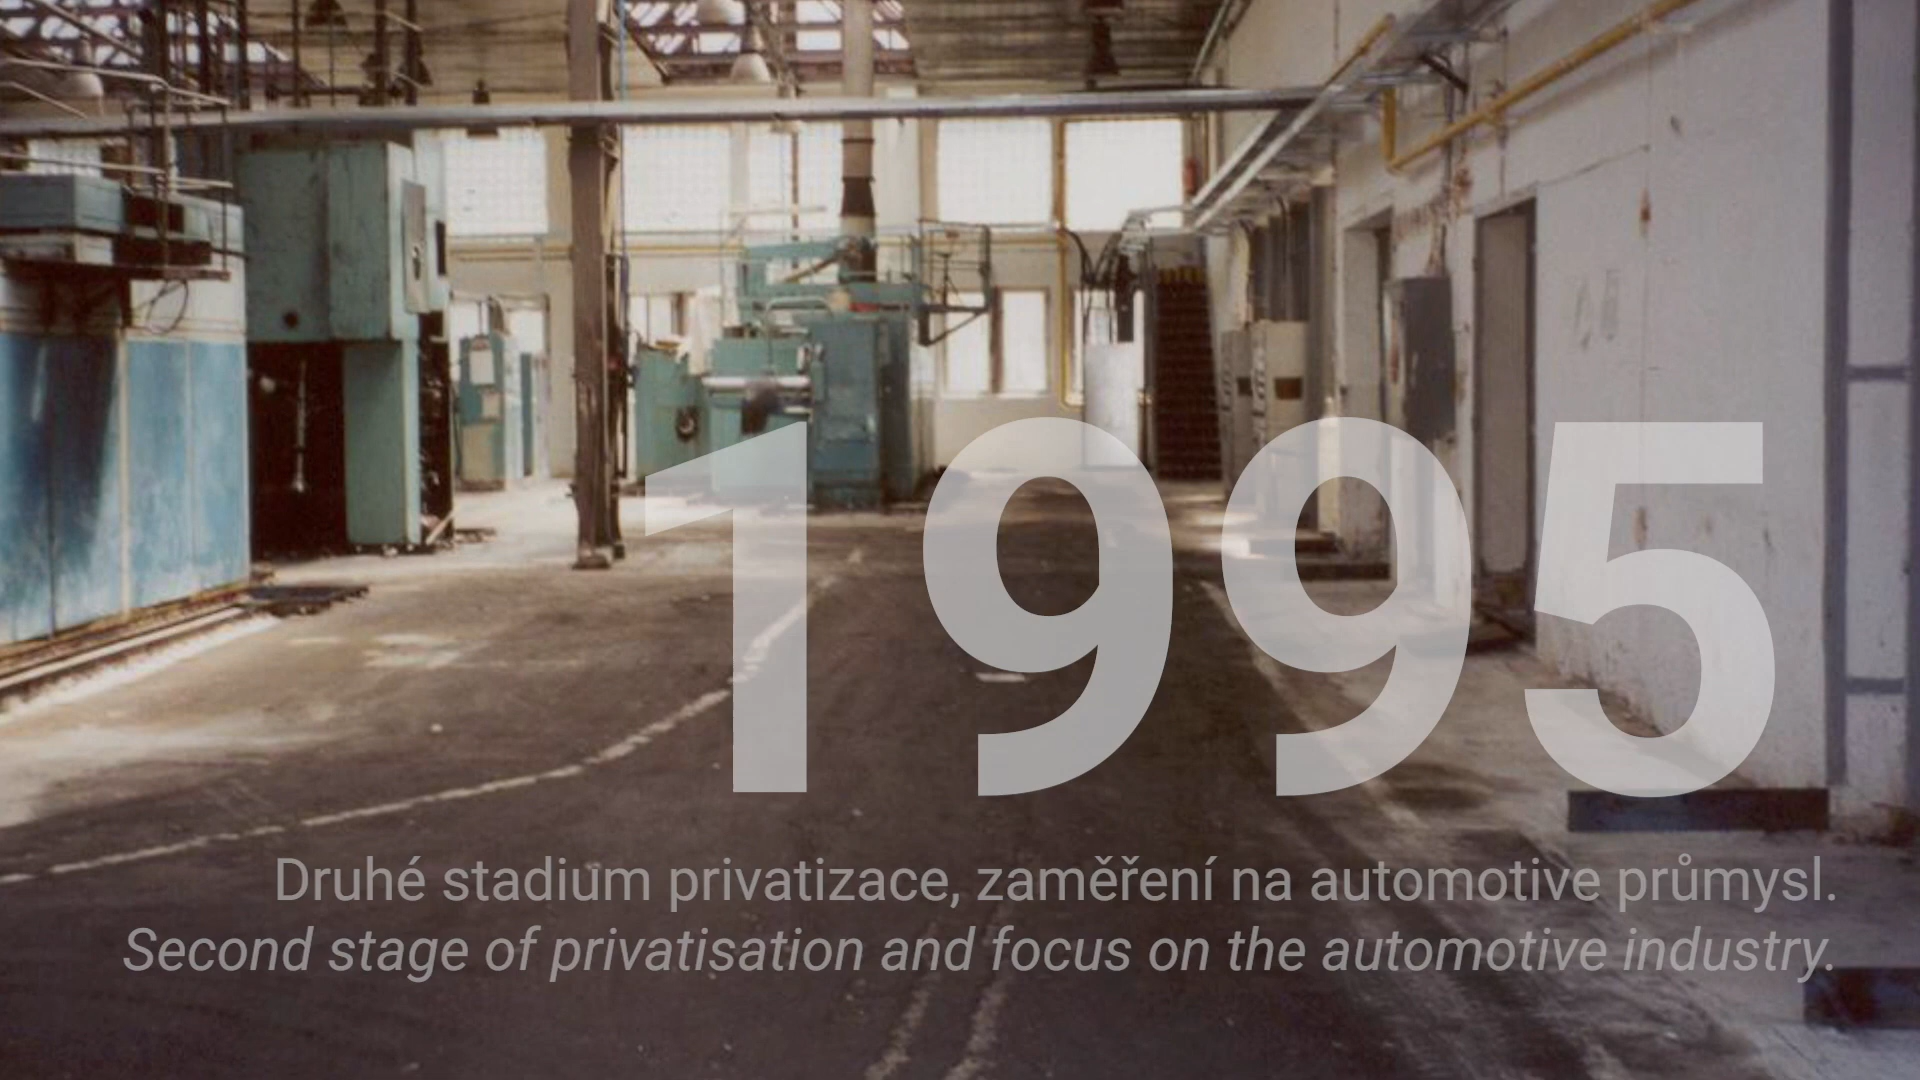 1995
Druhé stadium privatizace, zaměření na automotive průmysl.
Second stage of privatisation and focus on the automotive industry.